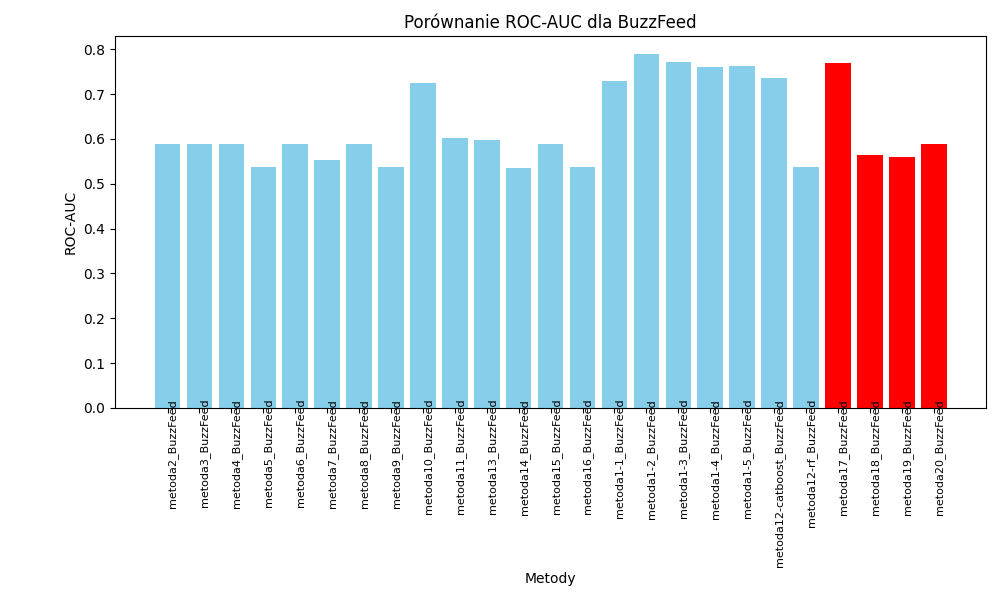 Porównanie ROC-AUC dla BuzzFeed
ROC-AUC
0.8
0.7
0.6
0.5
0.4
0.3
0.2
0.1
0.0
metoda2_BuzzFeed
metoda3_BuzzFeed
metoda4_BuzzFeed
metoda5_BuzzFeed
metoda6_BuzzFeed
metoda7_BuzzFeed
metoda8_BuzzFeed
metoda9_BuzzFeed
metoda10_BuzzFeed
metoda11_BuzzFeed
metoda13_BuzzFeed
metoda14_BuzzFeed
metoda15_BuzzFeed
metoda16_BuzzFeed
metoda1-1_BuzzFeed
metoda1-2_BuzzFeed
metoda1-3_BuzzFeed
metoda1-4_BuzzFeed
metoda1-5_BuzzFeed
metoda12-catboost_BuzzFeed
metoda12-rf_BuzzFeed
metoda17_BuzzFeed
metoda18_BuzzFeed
metoda19_BuzzFeed
metoda20_BuzzFeed
Metody